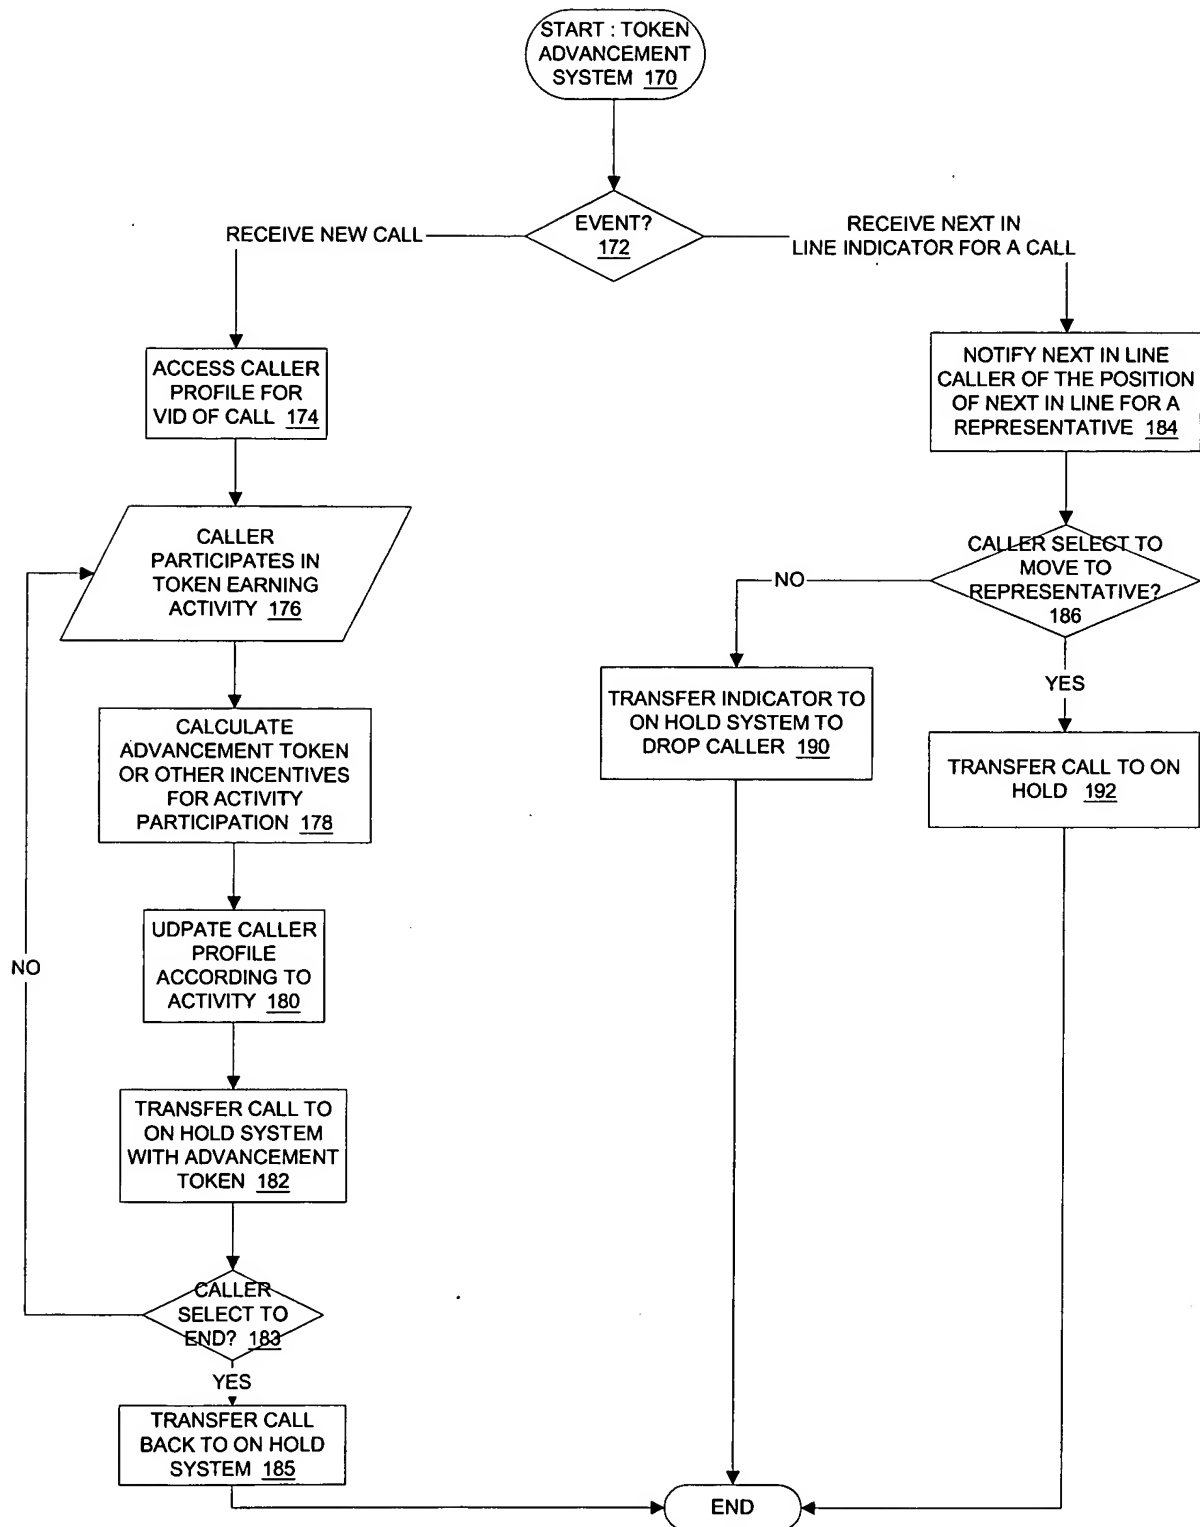 START : TOKEN
ADVANCEMENT
SYSTEM 170
EVENT?
172
RECEIVE NEW CALL
RECEIVE NEXT IN
LINE INDICATOR FOR A CALL
ACCESS CALLER
PROFILE FOR
VID OF CALL 174
CALLER
PARTICIPATES IN
TOKEN EARNING
ACTIVITY 176
CALCULATE
ADVANCEMENT TOKEN
OR OTHER INCENTIVES
FOR ACTIVITY
PARTICIPATION 178
UDPATE CALLER
PROFILE
ACCORDING TO
ACTIVITY 180
NO
TRANSFER CALL TO
ON HOLD SYSTEM
WITH ADVANCEMENT
TOKEN 182
CALLER
SELECT TO
END? 183
YES
TRANSFER CALL
BACK TO ON HOLD
SYSTEM 185
NOTIFY NEXT IN LINE
CALLER OF THE POSITION
OF NEXT IN LINE FOR A
REPRESENTATIVE 184
CALLER SELECT TO
MOVE TO
REPRESENTATIVE?
186
NO
YES
TRANSFER INDICATOR TO
ON HOLD SYSTEM TO
DROP CALLER 190
TRANSFER CALL TO ON
HOLD 192
END